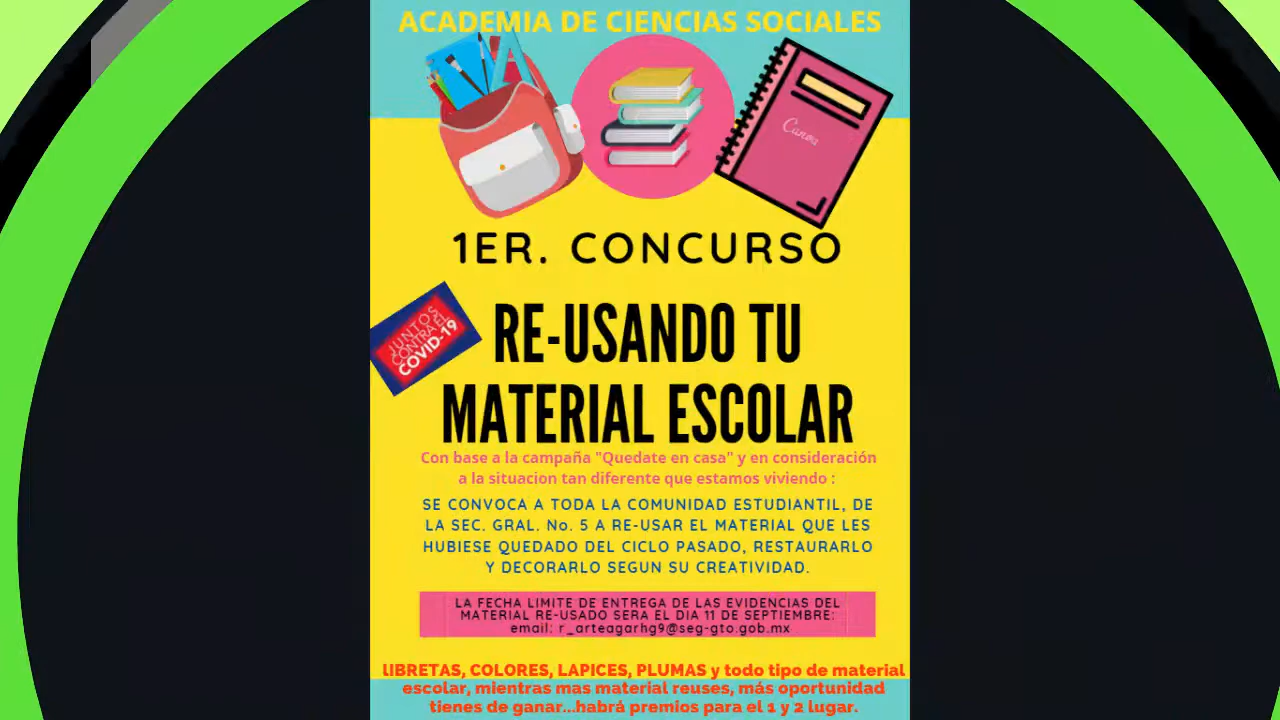 ACADEMIA DE CIENCIAS SOCIALES
Canva
1ER. CONCURSO
JUNTOS
CONTRA EL
COVID-19
RE-USANDO TU
MATERIAL ESCOLAR
Con base a la campaña "Quedate en casa" y en consideración
a la situacion tan diferente que estamos viviendo :
SE CONVOCA A TODA LA COMUNIDAD ESTUDIANTIL, DE
LA SEC. GRAL. No. 5 A RE-USAR EL MATERIAL QUE LES
HUBIESE QUEDADO DEL CICLO PASADO, RESTAURARLO
Y DECORARLO SEGUN SU CREATIVIDAD.
LA FECHA LIMITE DE ENTREGA DE LAS EVIDENCIAS DEL
MATERIAL RE-USADO SERA EL DIA 11 DE SEPTIEMBRE:
email: r_arteagarhg9@seg-gto.gob.mx
lIBRETAS, COLORES, LAPICES, PLUMAS y todo tipo de material
escolar, mientras mas material reuses, más oportunidad
tienes de ganar...habrá premios para el 1 y 2 lugar.